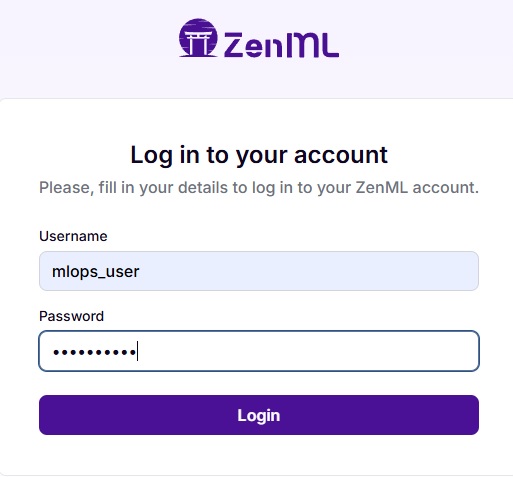 ZenML
Log in to your account
Please, fill in your details to log in to your ZenML account.
Username
mlops_user
Password
••••••••••
Login